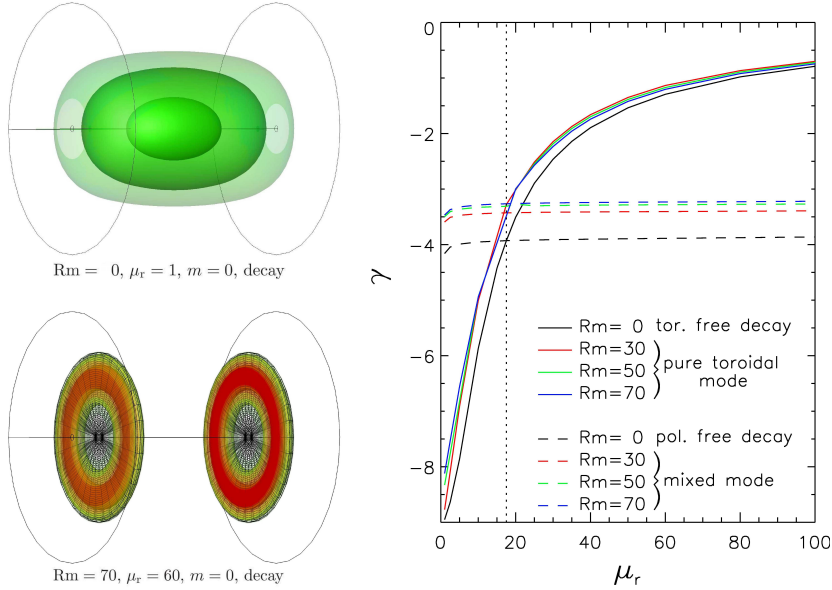 Rm = 0, μr = 1, m = 0, decay
Rm = 70, μr = 60, m = 0, decay
γ
0
−2
−4
−6
−8
Rm= 0 tor. free decay
Rm=30
Rm=50
Rm=70
pure toroidal
mode
Rm= 0 pol. free decay
Rm=30
Rm=50
Rm=70
mixed mode
0 20 40 60 80 100
μr